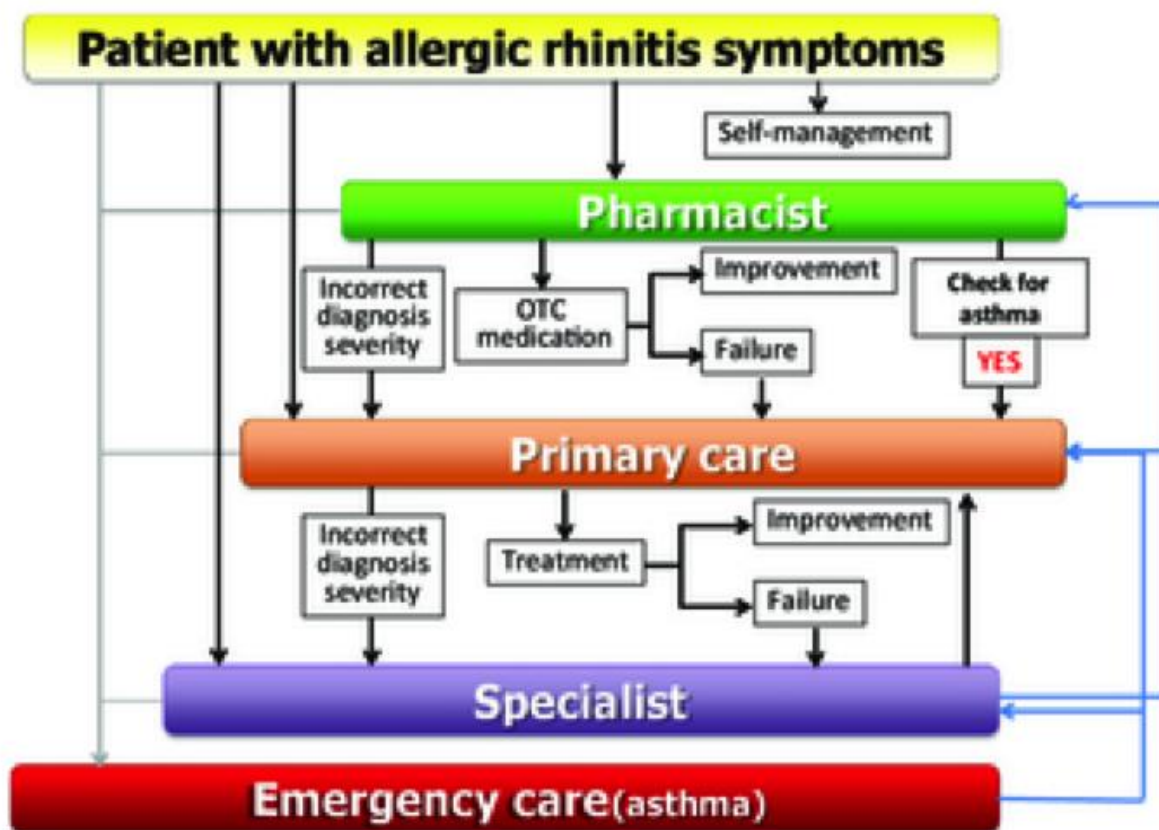 Patient with allergic rhinitis symptoms
Self-management
Pharmacist
Incorrect
diagnosis
severity
OTC
medication
Improvement
Failure
Check for
asthma
YES
Primary care
Incorrect
diagnosis
severity
Treatment
Improvement
Failure
Specialist
Emergency care(asthma)